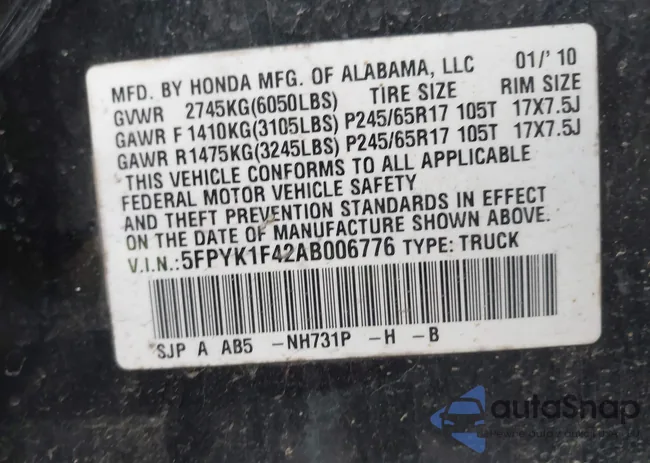 MFD. BY HONDA MFG. OF ALABAMA, LLC 01/'10
GVWR 2745KG(6050LBS) TIRE SIZE RIM SIZE
GAWR F 1410KG(3105LBS) P245/65R17 105T 17X7.5J
GAWR R1475KG(3245LBS) P245/65R17 105T 17X7.5J
THIS VEHICLE CONFORMS TO ALL APPLICABLE
FEDERAL MOTOR VEHICLE SAFETY
AND THEFT PREVENTION STANDARDS IN EFFECT
ON THE DATE OF MANUFACTURE SHOWN ABOVE.
V.I.N.:5FPYK1F42AB006776 TYPE: TRUCK
SJP A AB5 -NH731P -H -B
autoSnap